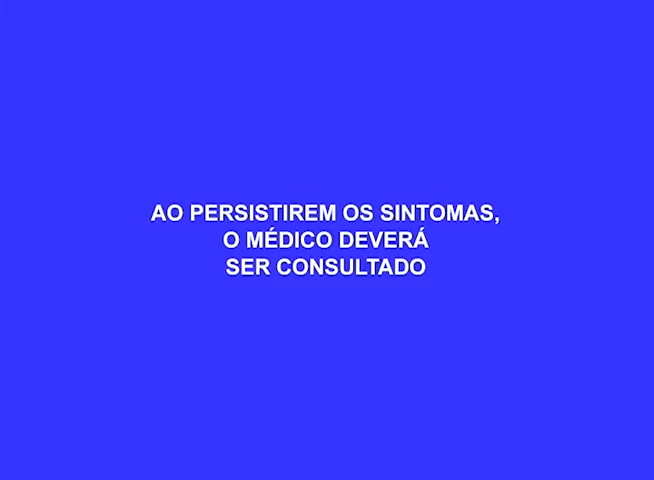 AO PERSISTIREM OS SINTOMAS,
O MÉDICO DEVERÁ
SER CONSULTADO